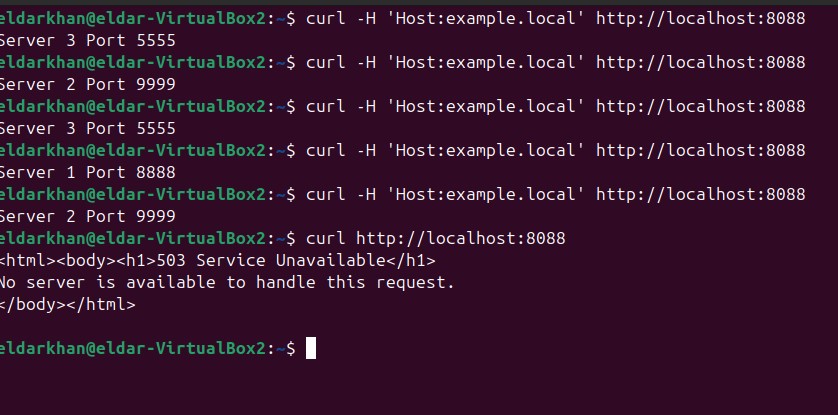 eldarkhan@eldar-VirtualBox2:~$ curl -H 'Host:example.local' http://localhost:8088
Server 3 Port 5555
eldarkhan@eldar-VirtualBox2:~$ curl -H 'Host:example.local' http://localhost:8088
Server 2 Port 9999
eldarkhan@eldar-VirtualBox2:~$ curl -H 'Host:example.local' http://localhost:8088
Server 3 Port 5555
eldarkhan@eldar-VirtualBox2:~$ curl -H 'Host:example.local' http://localhost:8088
Server 1 Port 8888
eldarkhan@eldar-VirtualBox2:~$ curl -H 'Host:example.local' http://localhost:8088
Server 2 Port 9999
eldarkhan@eldar-VirtualBox2:~$ curl http://localhost:8088
<html><body><h1>503 Service Unavailable</h1>
No server is available to handle this request.
</body></html>
eldarkhan@eldar-VirtualBox2:~$